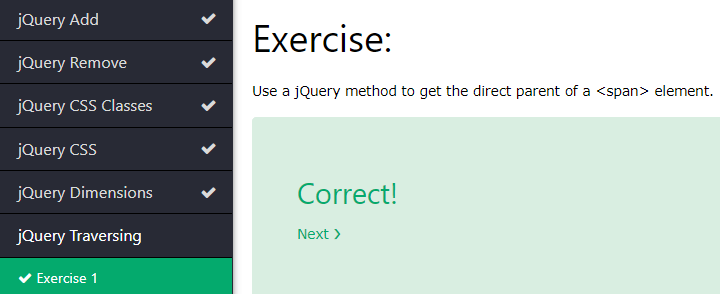 jQuery Add
jQuery Remove
jQuery CSS Classes
jQuery CSS
jQuery Dimensions
jQuery Traversing
Exercise 1
Exercise:
Use a jQuery method to get the direct parent of a <span> element.
Correct!
Next ❯